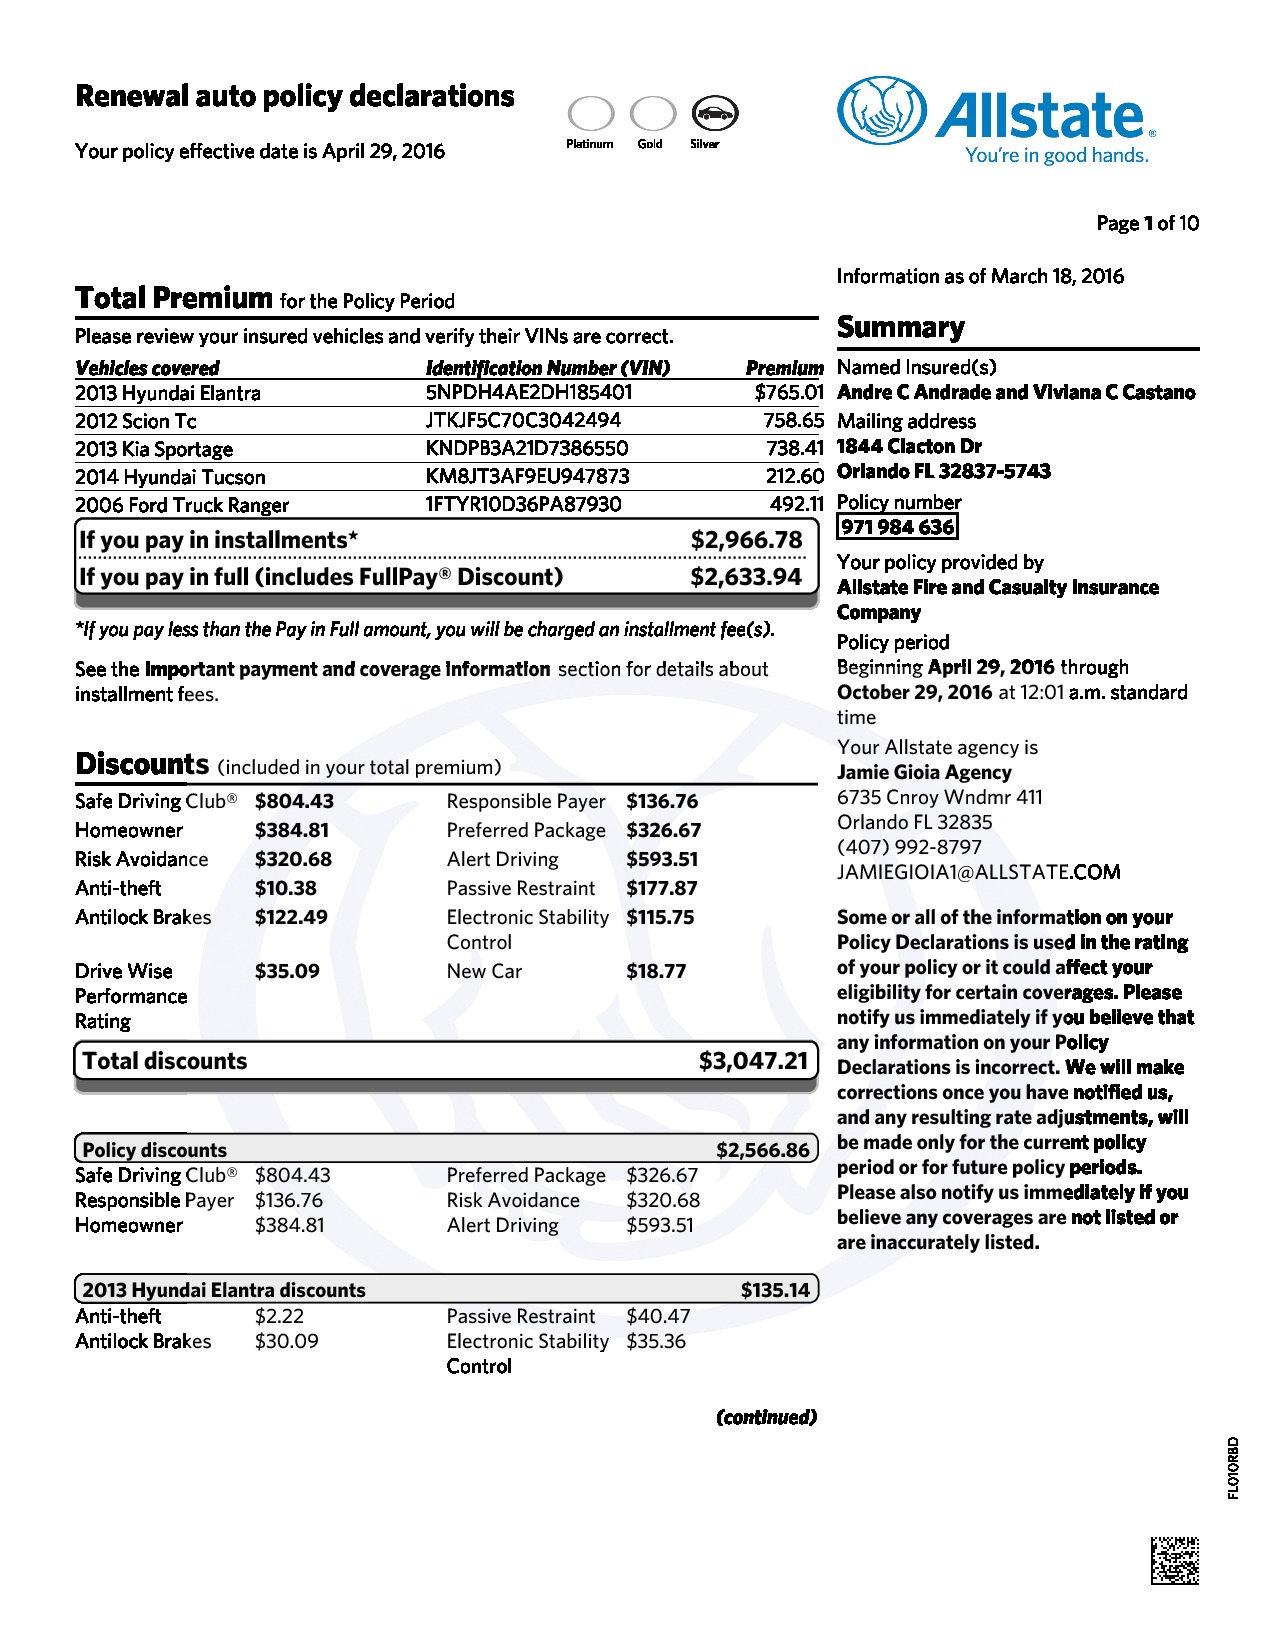 Renewal auto policy declarations
Your policy effective date is April 29, 2016
Platinum Gold Silver
Allstate®
You're in good hands.
Page 1 of 10
Total Premium for the Policy Period
Please review your insured vehicles and verify their VINs are correct.
Vehicles covered Identification Number (VIN) Premium
2013 Hyundai Elantra 5NPDH4AE2DH185401 $765.01
2012 Scion Tc JTKJF5C70C3042494 758.65
2013 Kia Sportage KNDPB3A21D7386550 738.41
2014 Hyundai Tucson KM8JT3AF9EU947873 212.60
2006 Ford Truck Ranger 1FTYR10D36PA87930 492.11
If you pay in installments* $2,966.78
If you pay in full (includes FullPay® Discount) $2,633.94
*If you pay less than the Pay in Full amount, you will be charged an installment fee(s).
See the Important payment and coverage information section for details about
installment fees.
Discounts (included in your total premium)
Safe Driving Club® $804.43 Responsible Payer $136.76
Homeowner $384.81 Preferred Package $326.67
Risk Avoidance $320.68 Alert Driving $593.51
Anti-theft $10.38 Passive Restraint $177.87
Antilock Brakes $122.49 Electronic Stability $115.75
Control
Drive Wise $35.09 New Car $18.77
Performance
Rating
Total discounts $3,047.21
Policy discounts $2,566.86
Safe Driving Club® $804.43 Preferred Package $326.67
Responsible Payer $136.76 Risk Avoidance $320.68
Homeowner $384.81 Alert Driving $593.51
2013 Hyundai Elantra discounts $135.14
Anti-theft $2.22 Passive Restraint $40.47
Antilock Brakes $30.09 Electronic Stability $35.36
Control
(continued)
Information as of March 18, 2016
Summary
Named Insured(s)
Andre C Andrade and Viviana C Castano
Mailing address
1844 Clacton Dr
Orlando FL 32837-5743
Policy number
971 984 636
Your policy provided by
Allstate Fire and Casualty Insurance
Company
Policy period
Beginning April 29, 2016 through
October 29, 2016 at 12:01 a.m. standard
time
Your Allstate agency is
Jamie Gioia Agency
6735 Cnroy Wndmr 411
Orlando FL 32835
(407) 992-8797
JAMIEGIOIA1@ALLSTATE.COM
Some or all of the information on your
Policy Declarations is used in the rating
of your policy or it could affect your
eligibility for certain coverages. Please
notify us immediately if you believe that
any information on your Policy
Declarations is incorrect. We will make
corrections once you have notified us,
and any resulting rate adjustments, will
be made only for the current policy
period or for future policy periods.
Please also notify us immediately if you
believe any coverages are not listed or
are inaccurately listed.
FL010RBD